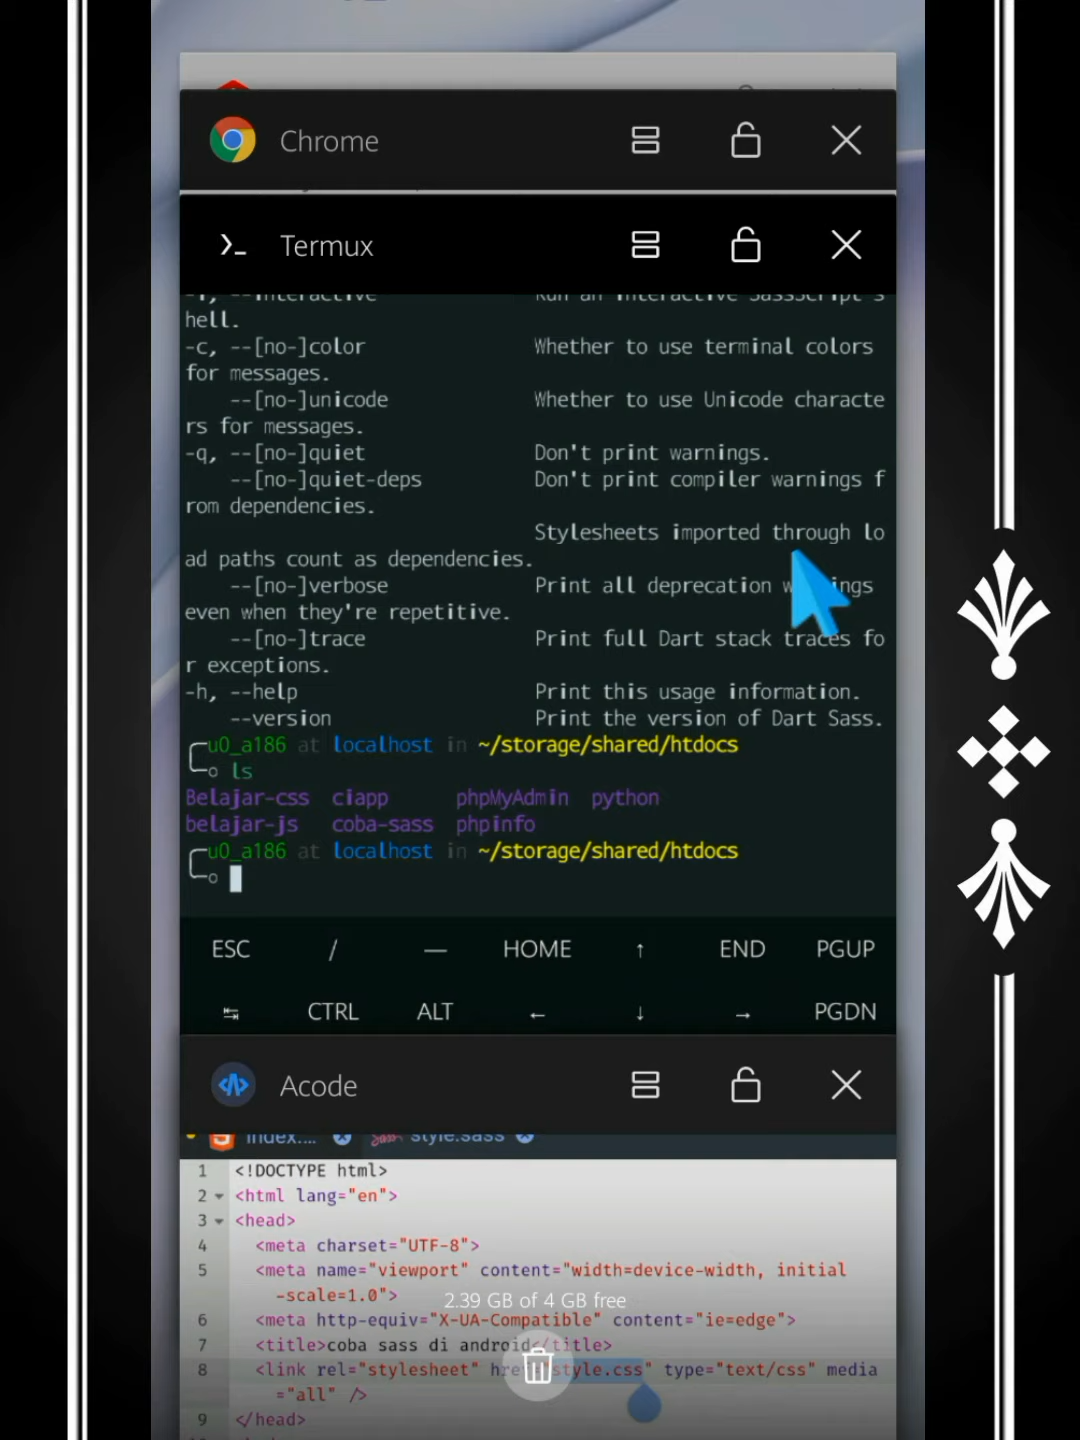 Chrome
Termux
hell.
-c, --[no-]color Whether to use terminal colors
for messages.
--[no-]unicode Whether to use Unicode characte
rs for messages.
-q, --[no-]quiet Don't print warnings.
--[no-]quiet-deps Don't print compiler warnings f
rom dependencies.
Stylesheets imported through lo
ad paths count as dependencies.
--[no-]verbose Print all deprecation warnings
even when they're repetitive.
--[no-]trace Print full Dart stack traces fo
r exceptions.
-h, --help Print this usage information.
--version Print the version of Dart Sass.
u0_a186 at localhost in ~/storage/shared/htdocs
ls
Belajar-css ciapp phpMyAdmin python
belajar-js coba-sass phpinfo
u0_a186 at localhost in ~/storage/shared/htdocs
ESC / — HOME ↑ END PGUP
↹ CTRL ALT ← ↓ → PGDN
Acode
index.... style.sass
1 <!DOCTYPE html>
2 <html lang="en">
3 <head>
4 <meta charset="UTF-8">
5 <meta name="viewport" content="width=device-width, initial
-scale=1.0">
2.39 GB of 4 GB free
6 <meta http-equiv="X-UA-Compatible" content="ie=edge">
7 <title>coba sass di android</title>
8 <link rel="stylesheet" href="style.css" type="text/css" media
="all" />
9 </head>